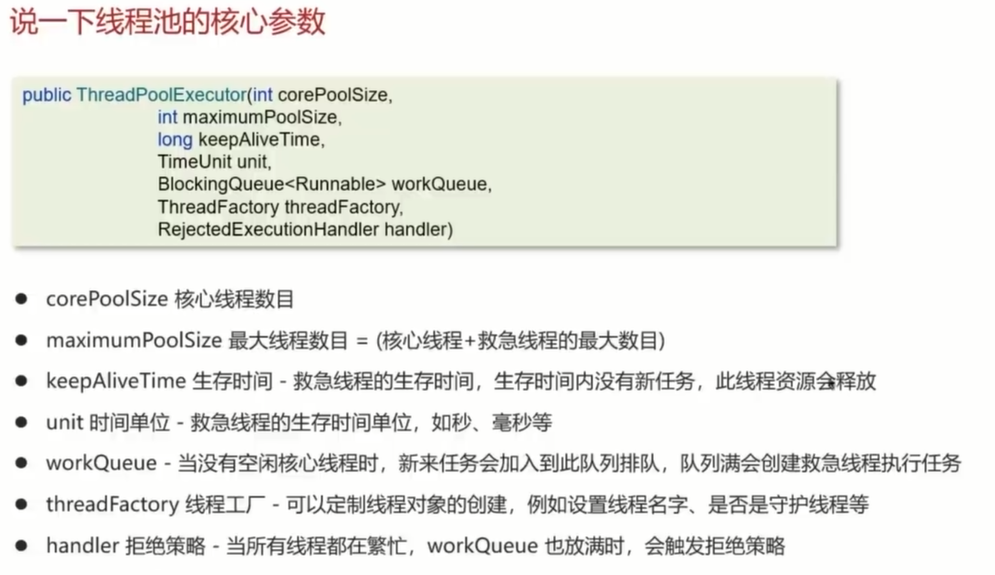 说一下线程池的核心参数
public ThreadPoolExecutor(int corePoolSize,
int maximumPoolSize,
long keepAliveTime,
TimeUnit unit,
BlockingQueue<Runnable> workQueue,
ThreadFactory threadFactory,
RejectedExecutionHandler handler)
● corePoolSize 核心线程数目
● maximumPoolSize 最大线程数目 = (核心线程+救急线程的最大数目)
● keepAliveTime 生存时间 - 救急线程的生存时间，生存时间内没有新任务，此线程资源会释放
● unit 时间单位 - 救急线程的生存时间单位，如秒、毫秒等
● workQueue - 当没有空闲核心线程时，新来任务会加入到此队列排队，队列满会创建救急线程执行任务
● threadFactory 线程工厂 - 可以定制线程对象的创建，例如设置线程名字、是否是守护线程等
● handler 拒绝策略 - 当所有线程都在繁忙，workQueue 也放满时，会触发拒绝策略